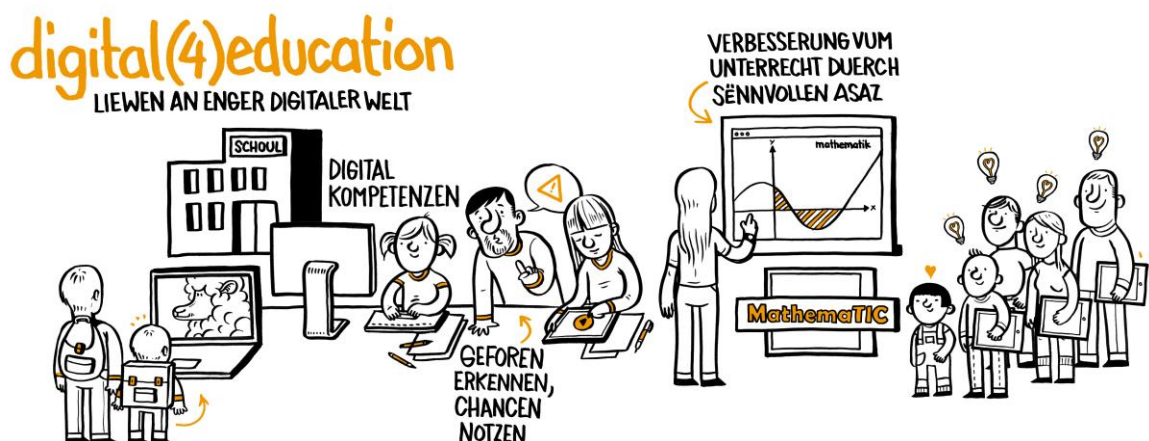 digital(4)education
LIEWEN AN ENGER DIGITALER WELT
SCHOUL
DIGITAL
KOMPETENZEN
GEFOREN
ERKENNEN,
CHANCEN
NOTZEN
VERBESSERUNG VUM
UNTERRECHT DUERCH
SËNNVOLLEN ASAZ
Y
mathematik
X
MathemaTIC